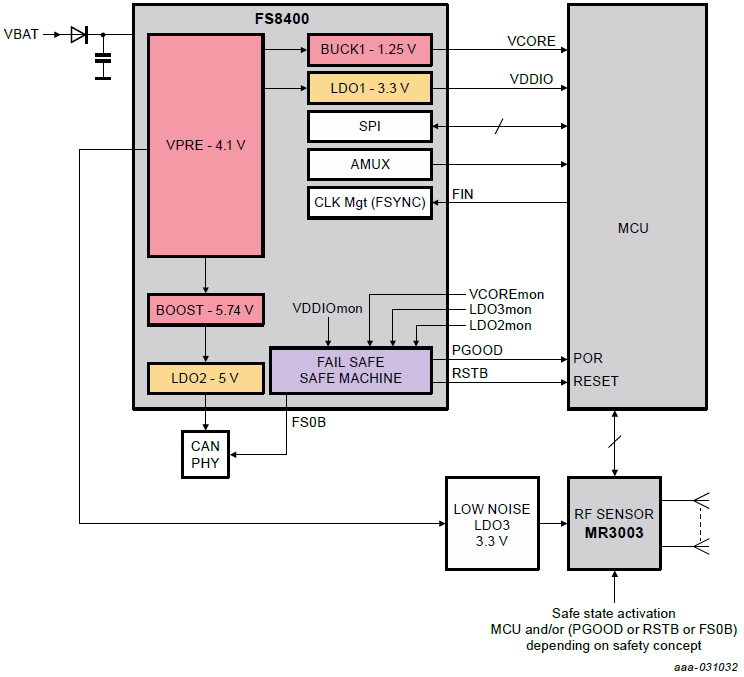 FS8400
VBAT
VPRE - 4.1 V
BUCK1 - 1.25 V
VCORE
LDO1 - 3.3 V
VDDIO
SPI
AMUX
CLK Mgt (FSYNC)
FIN
MCU
BOOST - 5.74 V
VDDIOmon
VCOREmon
LDO3mon
LDO2mon
LDO2 - 5 V
FAIL SAFE
SAFE MACHINE
PGOOD
POR
RSTB
RESET
FS0B
CAN
PHY
LOW NOISE
LDO3
3.3 V
RF SENSOR
MR3003
Safe state activation
MCU and/or (PGOOD or RSTB or FS0B)
depending on safety concept
aaa-031032